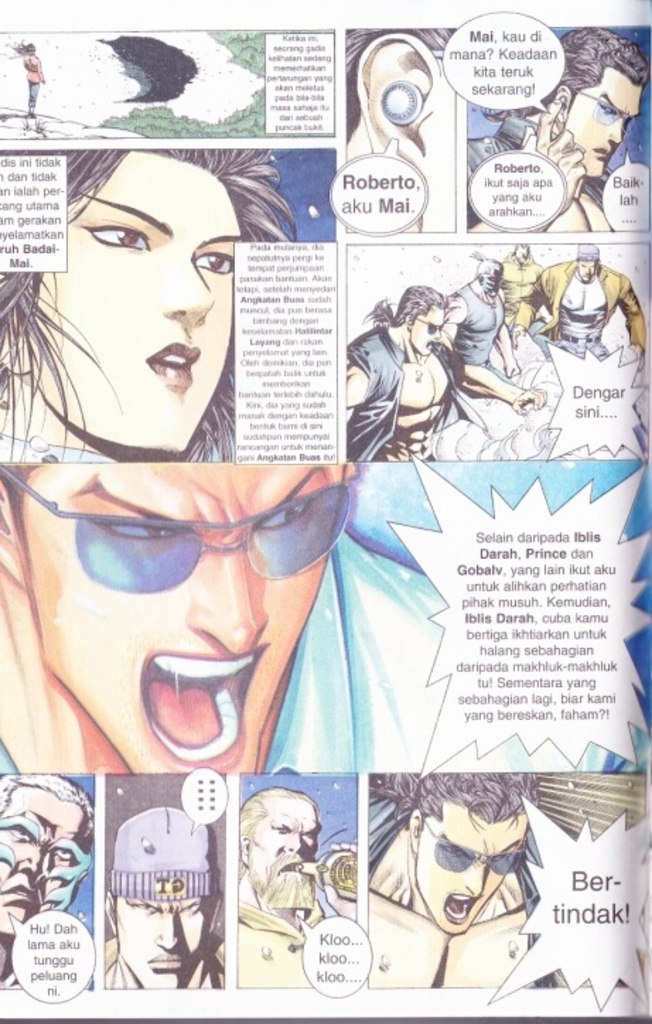 Ketika ini,
seorang gadis
sedang
memerhatikan
pertarungan yang
akan meletus
pada bila-bila
masa sahaja itu
dari sebuah
puncak bukit.
Mai, kau di
mana? Keadaan
kita teruk
sekarang!
Roberto,
aku Mai.
Roberto,
ikut saja apa
yang aku
arahkan....
Baik-
lah
....
dis ini tidak
n dan tidak
an ialah per-
cang utama
am gerakan
nyelamatkan
ruh Badai-
Mai.
Pada mulanya, dia
sepatutnya pergi ke
tempat perjumpaan
pasukan bantuan. Akan
tetapi, setelah menyedari
Angkatan Buas sudah
muncul, dia pun berasa
bimbang dengan
keselamatan Halilintar
Layang dan rakan
penyelamat yang lain.
Oleh demikian, dia pun
berpatah balik untuk
memberikan
bantuan terlebih dahulu.
Kini, dia yang sudah
masak dengan keadaan
bentuk bumi di sini
sudahpun mempunyai
rancangan untuk menan-
gani Angkatan Buas itu!
Dengar
sini....
Selain daripada Iblis
Darah, Prince dan
Gobalv, yang lain ikut aku
untuk alihkan perhatian
pihak musuh. Kemudian,
Iblis Darah, cuba kamu
bertiga ikhtiarkan untuk
halang sebahagian
daripada makhluk-makhluk
tu! Sementara yang
sebahagian lagi, biar kami
yang bereskan, faham?!
Hu! Dah
lama aku
tunggu
peluang
ni.
Kloo...
kloo...
kloo....
Ber-
tindak!